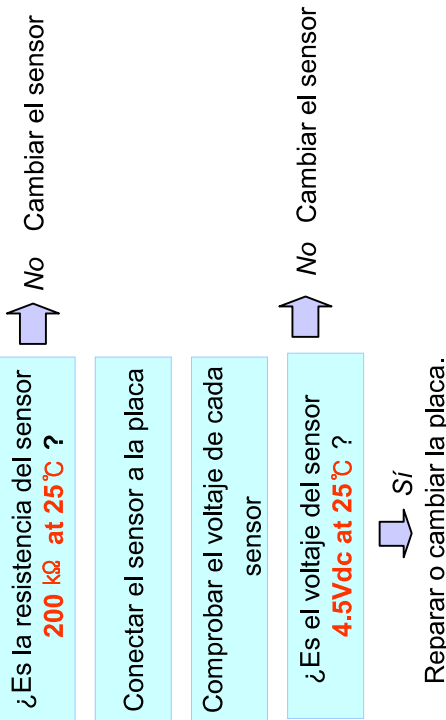 ¿Es la resistencia del sensor
200 kΩ at 25℃ ?
No Cambiar el sensor
Conectar el sensor a la placa
Comprobar el voltaje de cada
sensor
¿Es el voltaje del sensor
4.5Vdc at 25℃ ?
No Cambiar el sensor
Sí
Reparar o cambiar la placa.